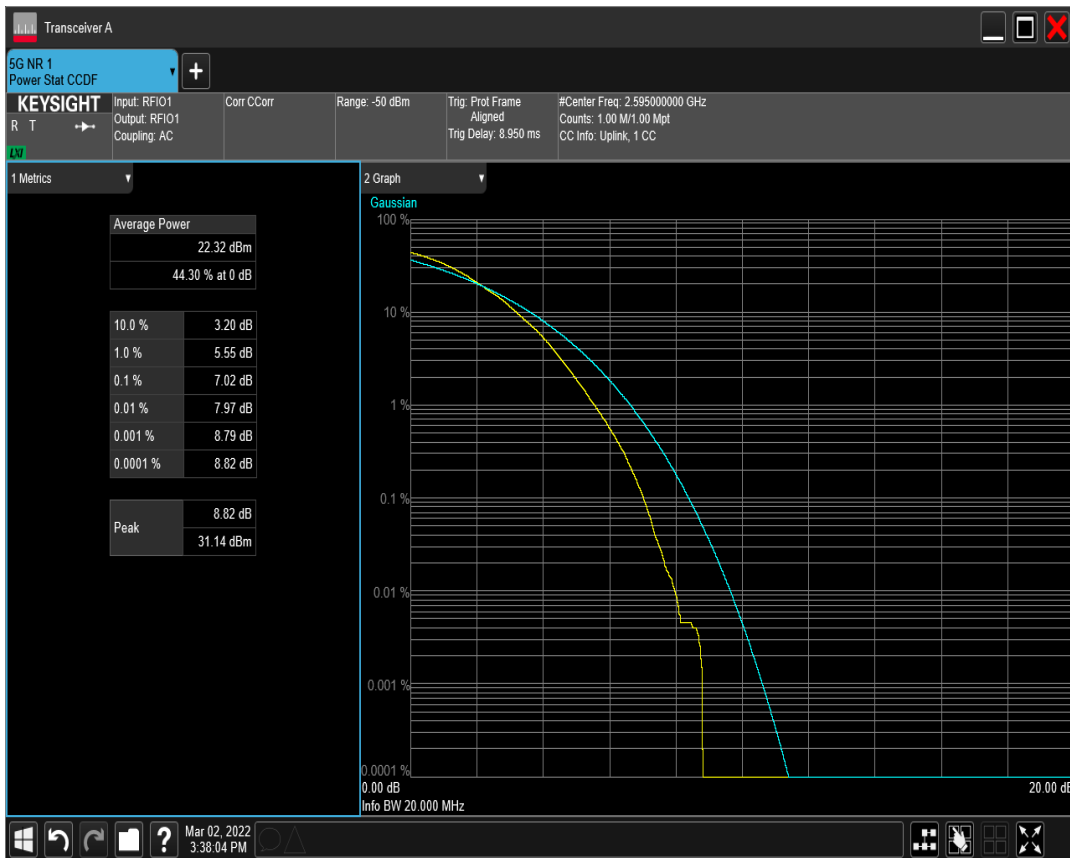 Transceiver A
5G NR 1
Power Stat CCDF
+
KEYSIGHT
R T
LXI
Input: RFIO1
Output: RFIO1
Coupling: AC
Corr CCorr
Range: -50 dBm
Trig: Prot Frame
Aligned
Trig Delay: 8.950 ms
#Center Freq: 2.595000000 GHz
Counts: 1.00 M/1.00 Mpt
CC Info: Uplink, 1 CC
1 Metrics
Average Power
22.32 dBm
44.30 % at 0 dB
10.0 % 3.20 dB
1.0 % 5.55 dB
0.1 % 7.02 dB
0.01 % 7.97 dB
0.001 % 8.79 dB
0.0001 % 8.82 dB
Peak
8.82 dB
31.14 dBm
2 Graph
Gaussian
100 %
10 %
1 %
0.1 %
0.01 %
0.001 %
0.0001 %
0.00 dB
20.00 dB
Info BW 20.000 MHz
?
Mar 02, 2022
3:38:04 PM